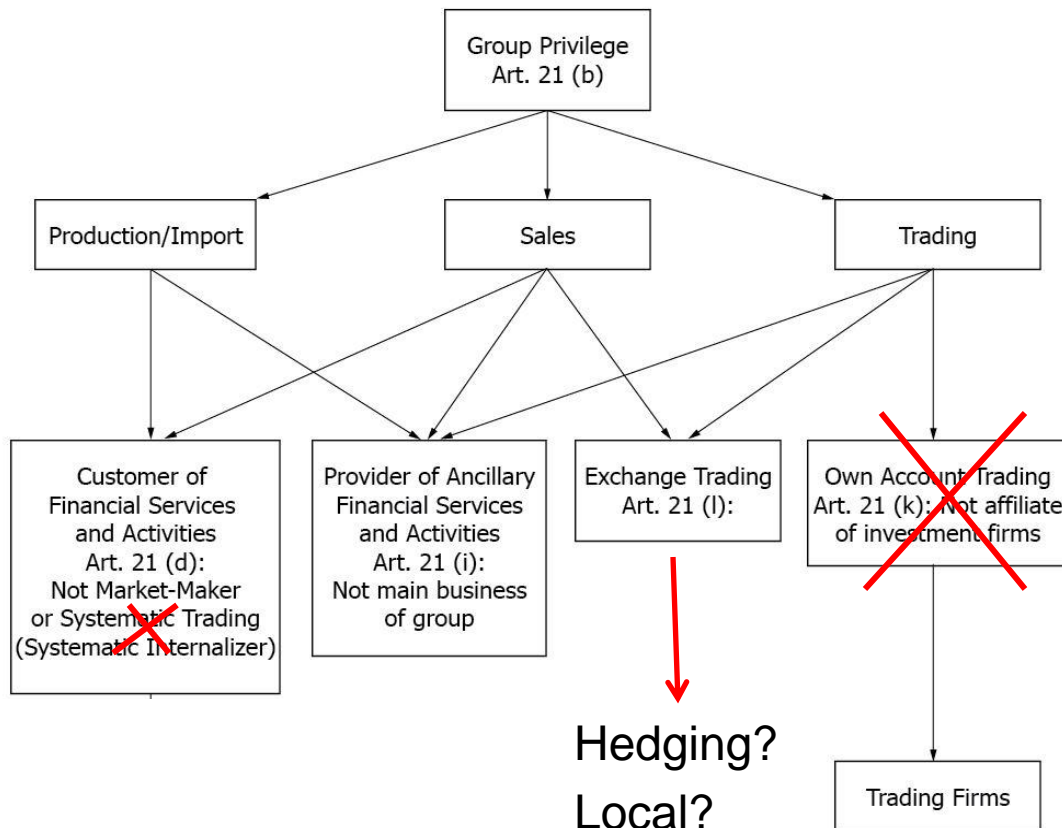 Group Privilege
Art. 21 (b)
Production/Import
Sales
Trading
Customer of
Financial Services
and Activities
Art. 21 (d):
Not Market-Maker
or Systematic Trading
(Systematic Internalizer)
Provider of Ancillary
Financial Services
and Activities
Art. 21 (i):
Not main business
of group
Exchange Trading
Art. 21 (l):
Own Account Trading
Art. 21 (k): Not affiliate
of investment firms
Hedging?
Local?
Trading Firms